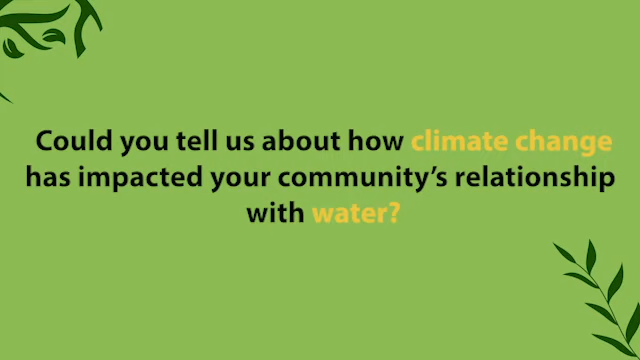 Could you tell us about how climate change
has impacted your community’s relationship
with water?